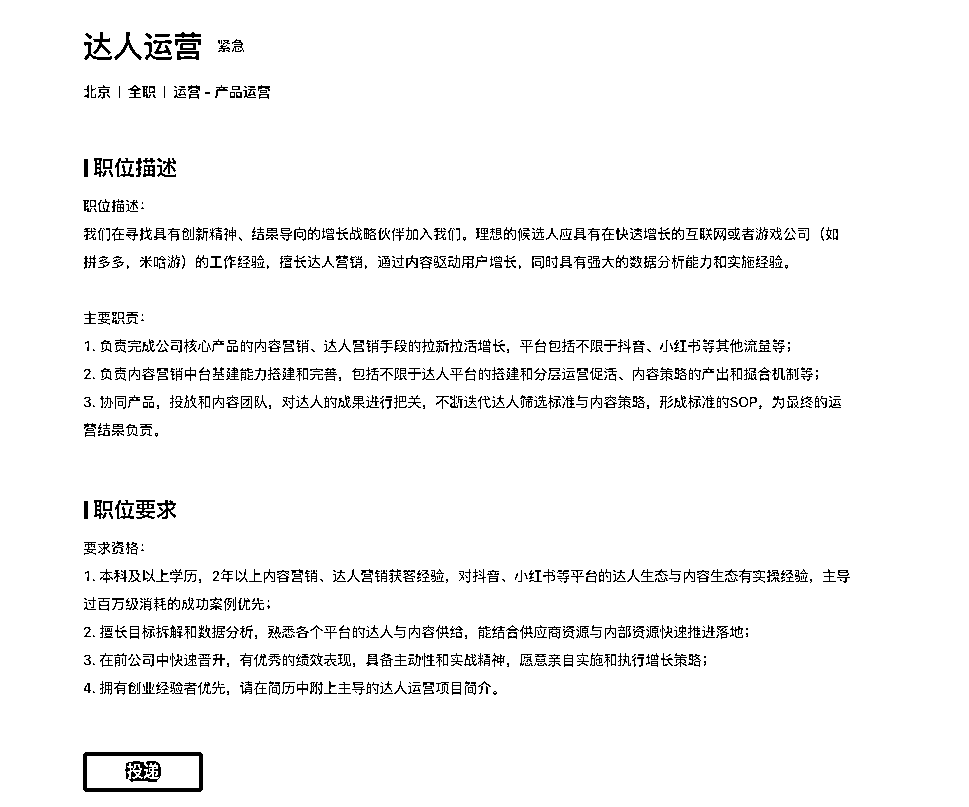 达人运营 紧急
北京 | 全职 | 运营 - 产品运营
职位描述
职位描述：
我们在寻找具有创新精神、结果导向的增长战略伙伴加入我们。理想的候选人应具有在快速增长的互联网或者游戏公司（如
拼多多，米哈游）的工作经验，擅长达人营销，通过内容驱动用户增长，同时具有强大的数据分析能力和实施经验。
主要职责：
1. 负责完成公司核心产品的内容营销、达人营销手段的拉新拉活增长，平台包括不限于抖音、小红书等其他流量等；
2. 负责内容营销中台基建能力搭建和完善，包括不限于达人平台的搭建和分层运营促活、内容策略的产出和撮合机制等；
3. 协同产品，投放和内容团队，对达人的成果进行把关，不断迭代达人筛选标准与内容策略，形成标准的SOP，为最终的运
营结果负责。
职位要求
要求资格：
1. 本科及以上学历，2年以上内容营销、达人营销获客经验，对抖音、小红书等平台的达人生态与内容生态有实操经验，主导
过百万级消耗的成功案例优先；
2. 擅长目标拆解和数据分析，熟悉各个平台的达人与内容供给，能结合供应商资源与内部资源快速推进落地；
3. 在前公司中快速晋升，有优秀的绩效表现，具备主动性和实战精神，愿意亲自实施和执行增长策略；
4. 拥有创业经验者优先，请在简历中附上主导的达人运营项目简介。
投递